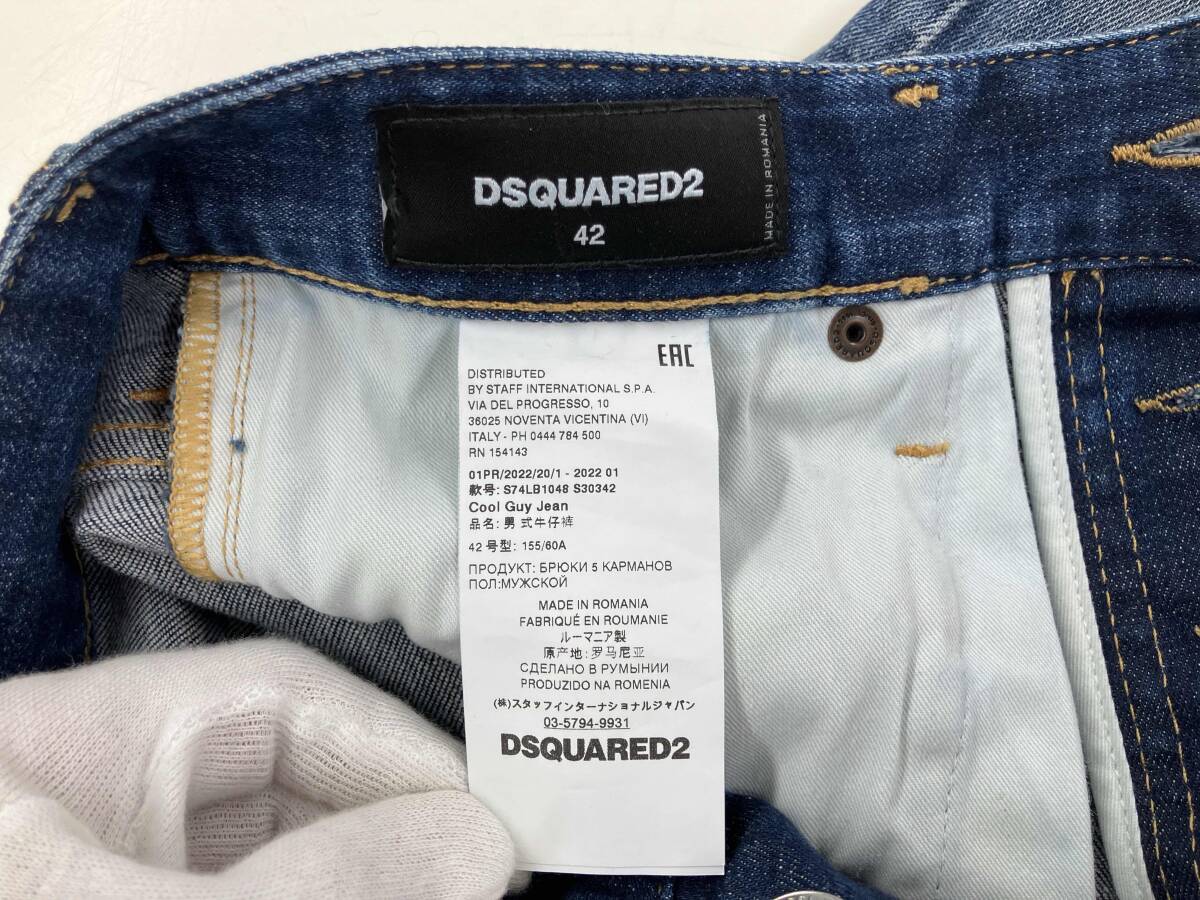 DSQUARED2
42
MADE IN ROMANIA
EAC
DISTRIBUTED
BY STAFF INTERNATIONAL S.P.A.
VIA DEL PROGRESSO, 10
36025 NOVENTA VICENTINA (VI)
ITALY - PH 0444 784 500
RN 154143
01PR/2022/20/1 - 2022 01
款号: S74LB1048 S30342
Cool Guy Jean
品名: 男 式牛仔裤
42 号型: 155/60A
ПРОДУКТ: БРЮКИ 5 КАРМАНОВ
ПОЛ:МУЖСКОЙ
MADE IN ROMANIA
FABRIQUÉ EN ROUMANIE
ルーマニア製
原产地: 罗马尼亚
СДЕЛАНО В РУМЫНИИ
PRODUZIDO NA ROMENIA
(株)スタッフインターナショナルジャパン
03-5794-9931
DSQUARED2